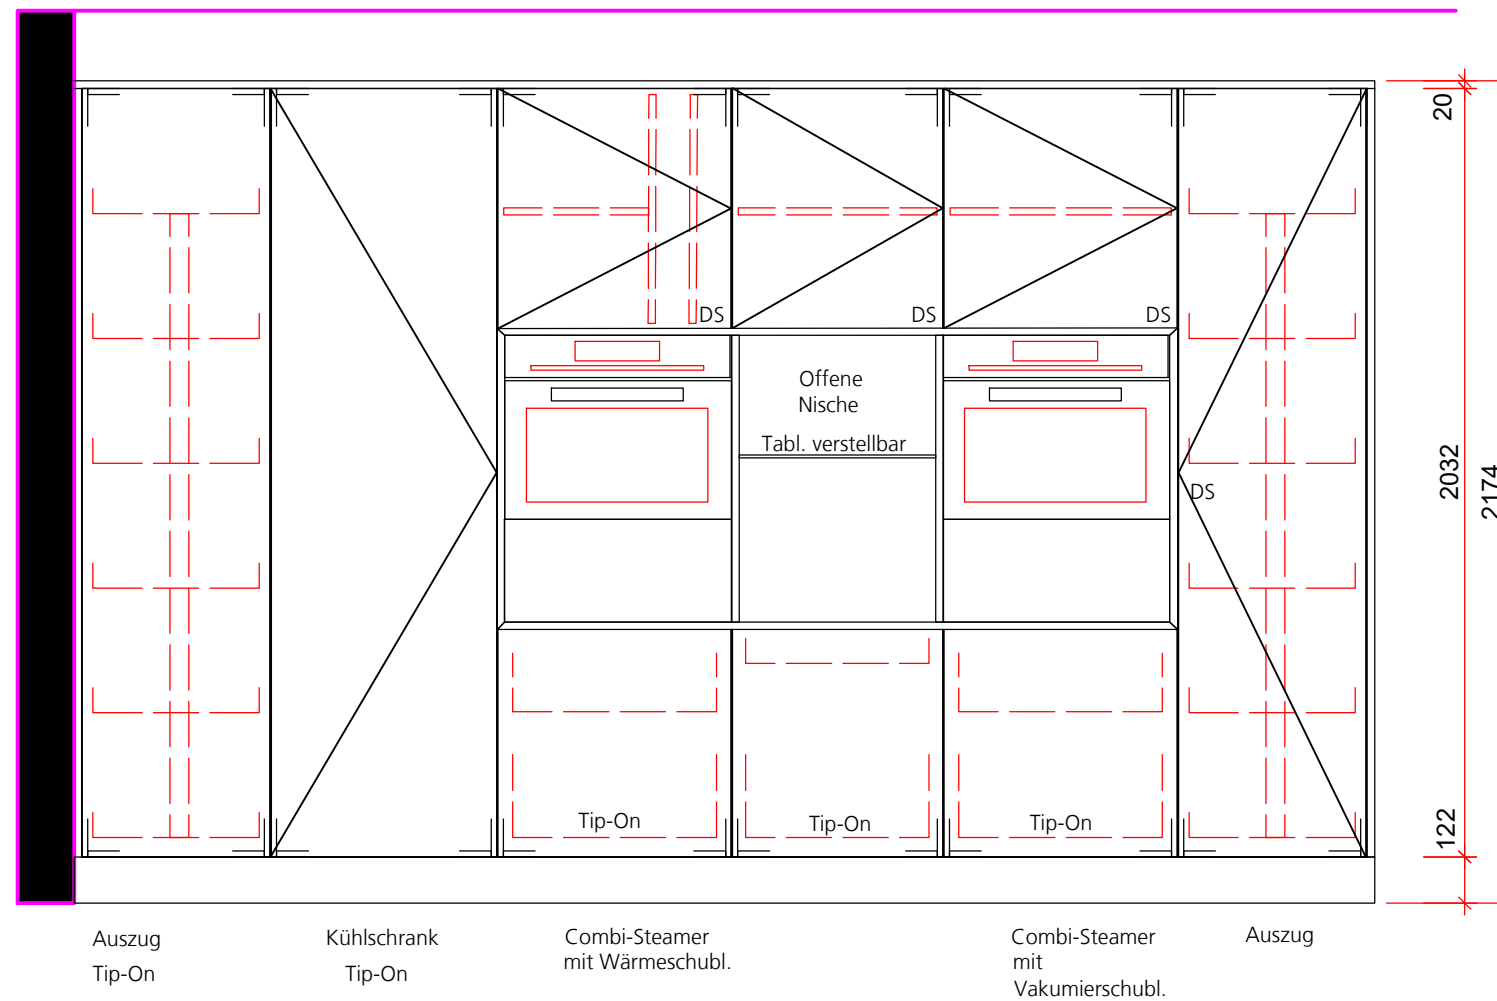 20
DS
DS
DS
Offene
Nische
Tabl. verstellbar
DS
2032
2174
Tip-On
Tip-On
Tip-On
122
Auszug
Tip-On
Kühlschrank
Tip-On
Combi-Steamer
mit Wärmeschubl.
Combi-Steamer
mit
Vakumierschubl.
Auszug